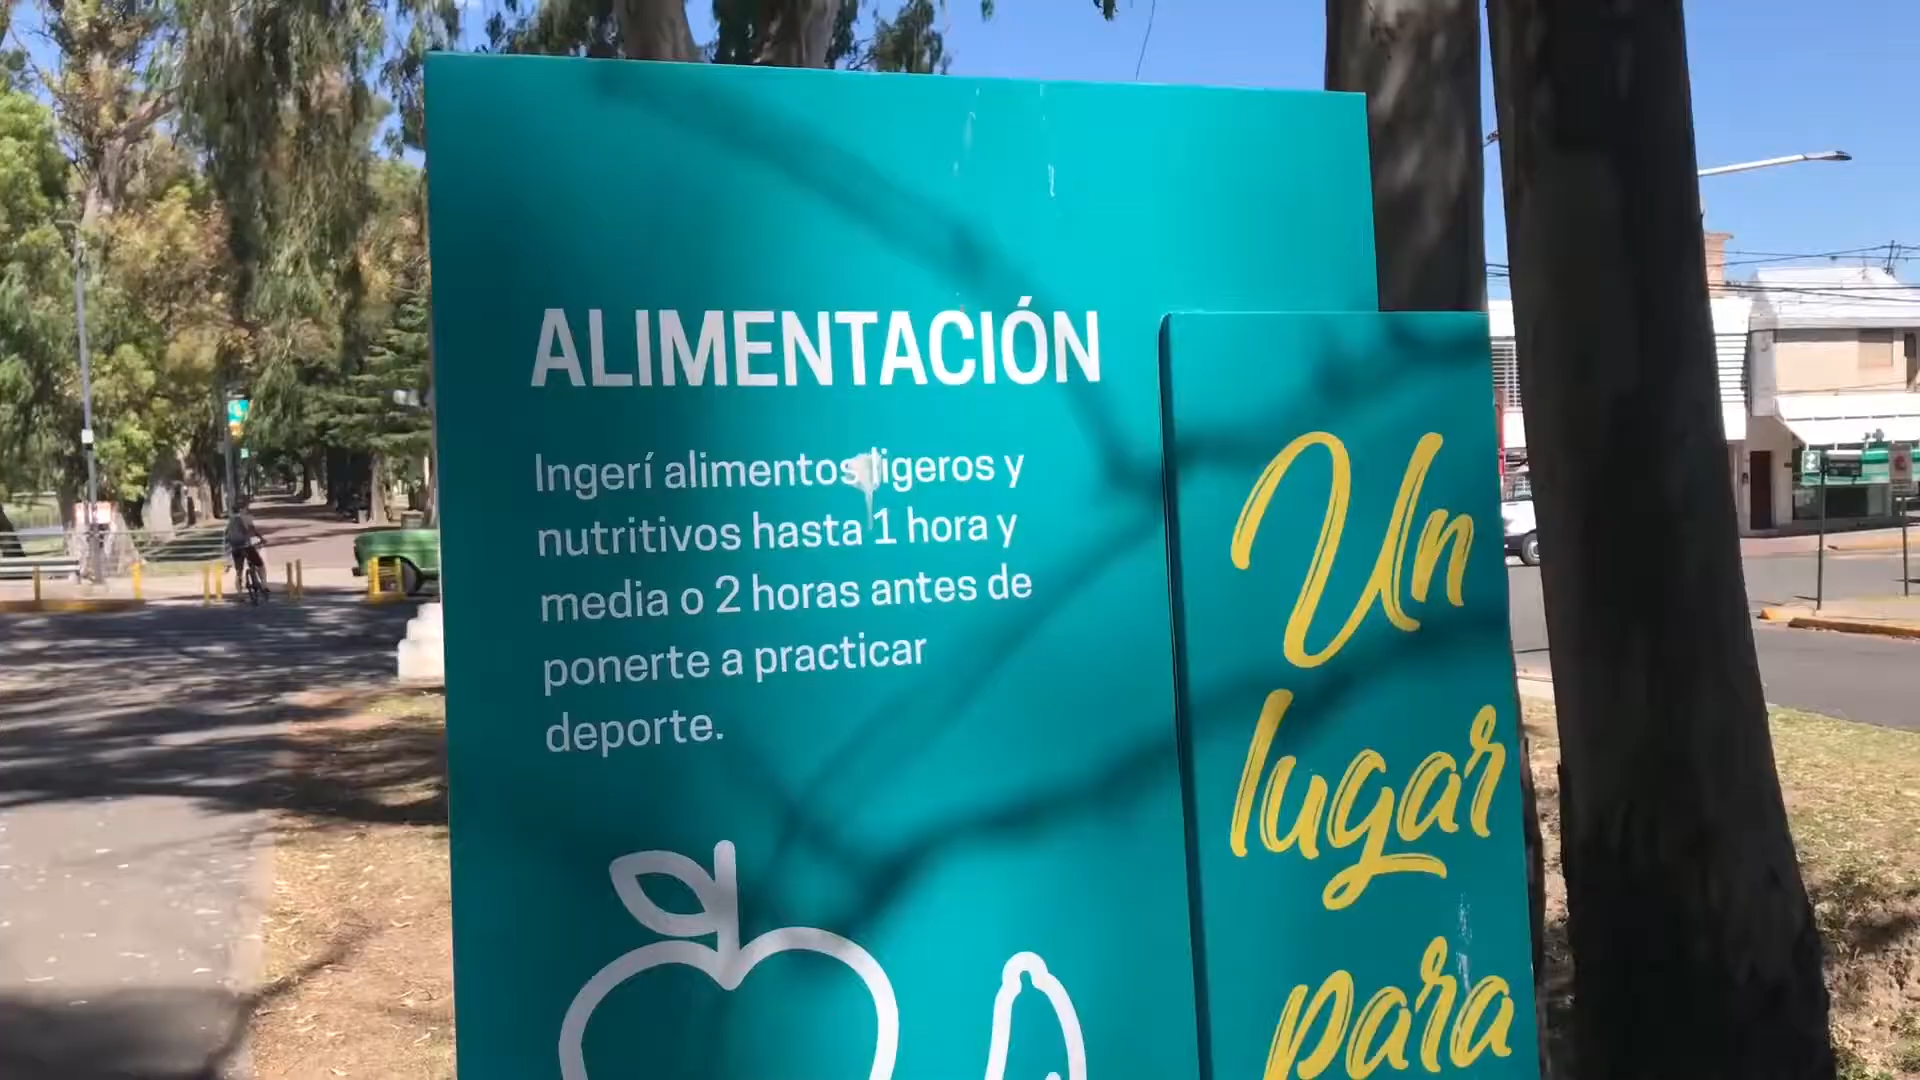 ALIMENTACIÓN
Ingerí alimentos ligeros y
nutritivos hasta 1 hora y
media o 2 horas antes de
ponerte a practicar
deporte.
Un
lugar
para